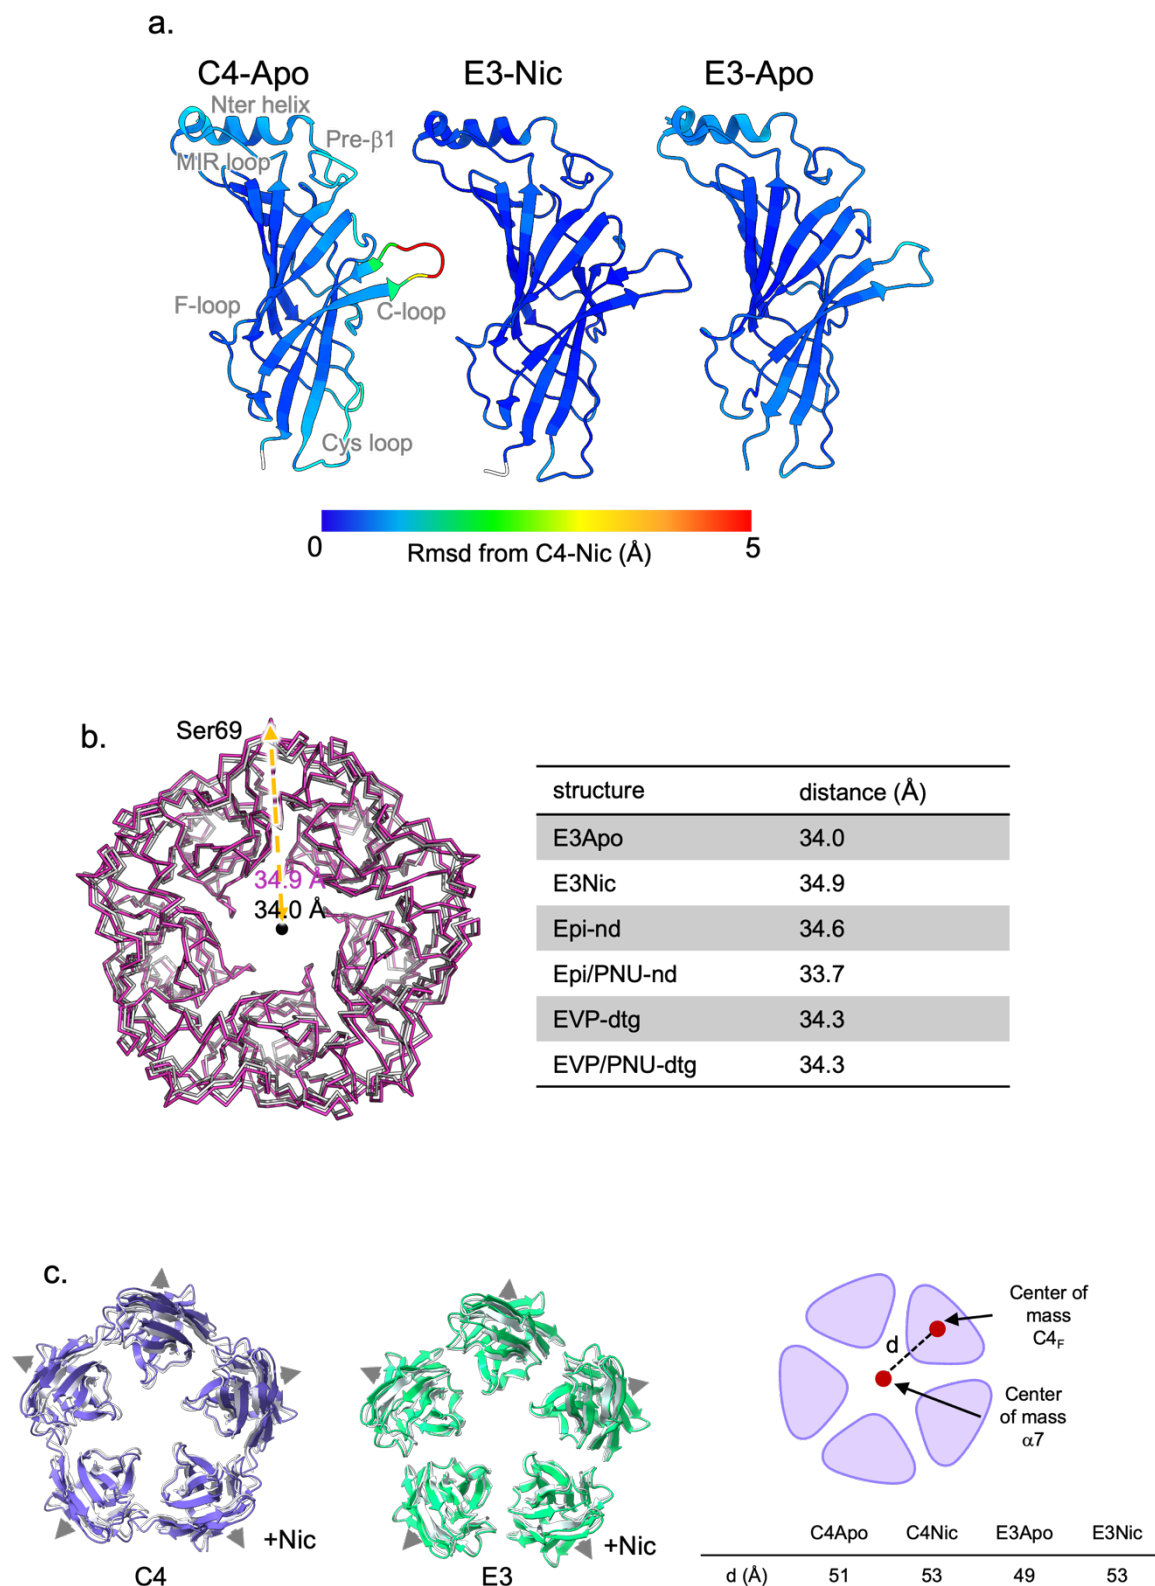 a.
C4-Apo
E3-Nic
E3-Apo
Nter helix
Pre-β1
MIR loop
F-loop
C-loop
Cys loop
0
Rmsd from C4-Nic (Å)
5
b.
Ser69
34.9 Å
34.0 Å
structure distance (Å)
E3Apo 34.0
E3Nic 34.9
Epi-nd 34.6
Epi/PNU-nd 33.7
EVP-dtg 34.3
EVP/PNU-dtg 34.3
c.
+Nic
C4
+Nic
E3
d
Center of
mass
C4F
Center
of mass
α7
C4Apo C4Nic E3Apo E3Nic
d (Å) 51 53 49 53